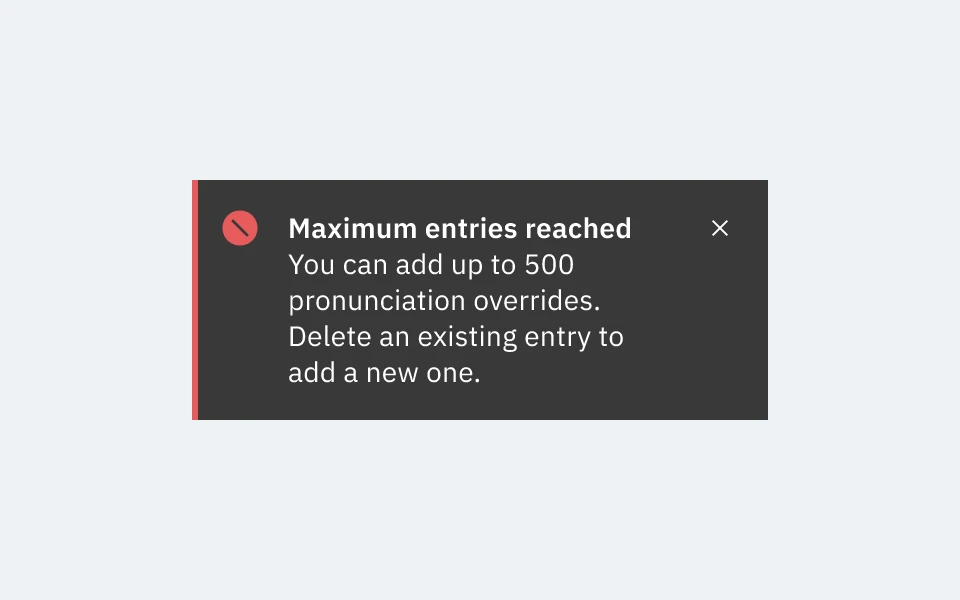 Maximum entries reached
You can add up to 500
pronunciation overrides.
Delete an existing entry to
add a new one.